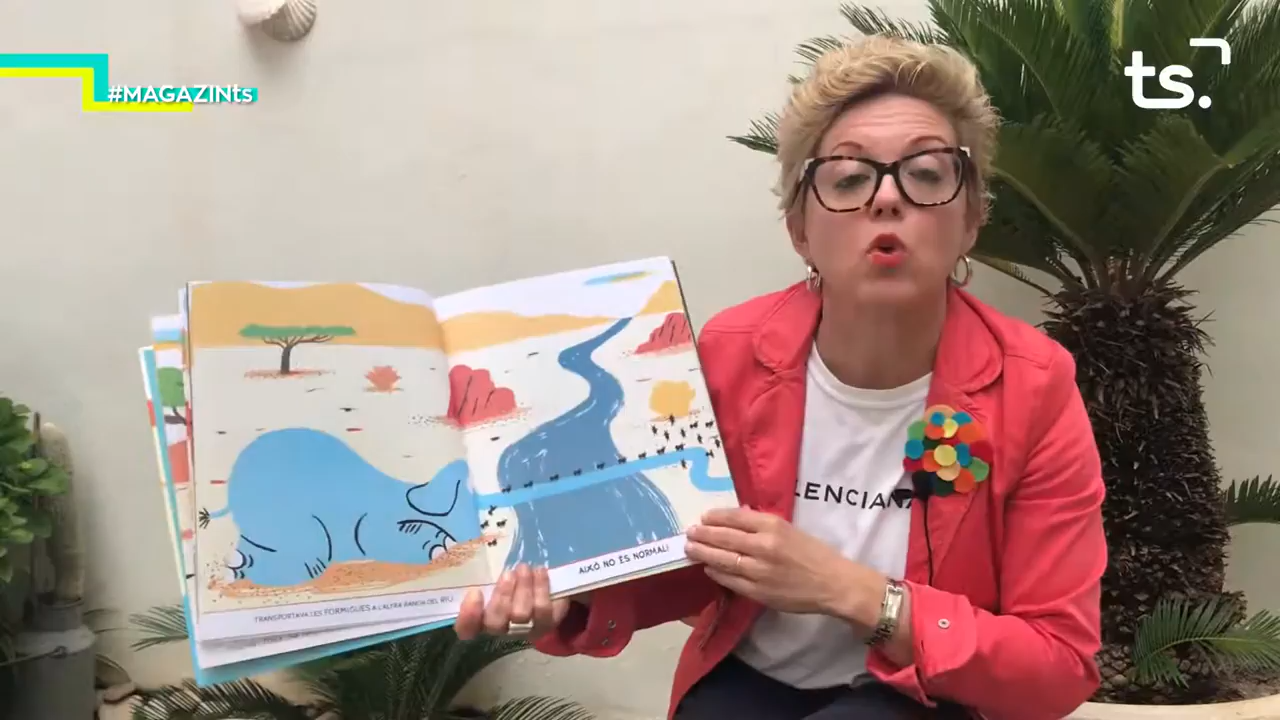 #MAGAZINts
ts.
LENCIANA
TRANSPORTAVA LES FORMIGUES A L'ALTRA BANDA DEL RIU
AIXÒ NO ÉS NORMAL!